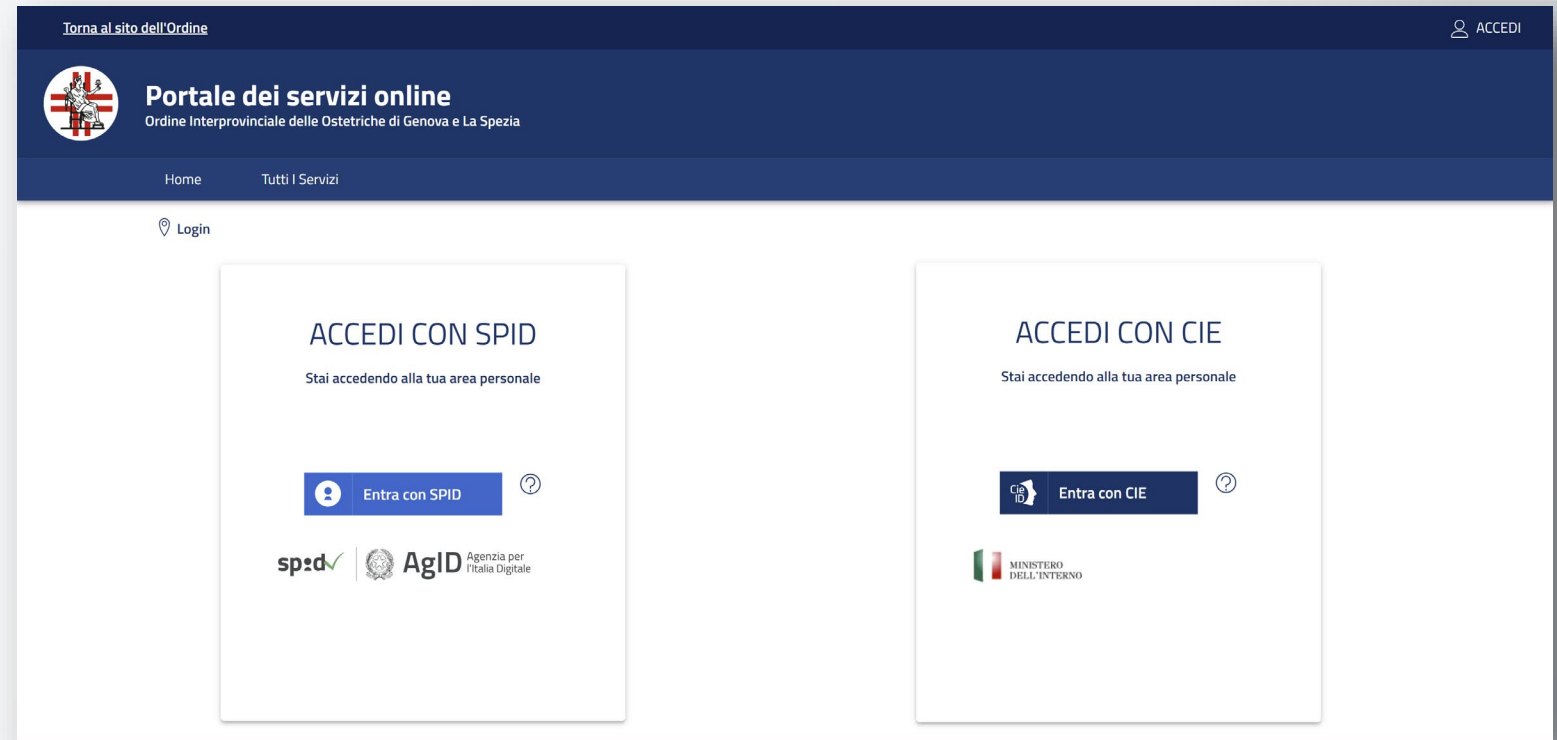 Torna al sito dell'Ordine
ACCEDI
Portale dei servizi online
Ordine Interprovinciale delle Ostetriche di Genova e La Spezia
Home
Tutti I Servizi
Login
ACCEDI CON SPID
Stai accedendo alla tua area personale
Entra con SPID
?
spid
AgID
Agenzia per
l'Italia Digitale
ACCEDI CON CIE
Stai accedendo alla tua area personale
Cie
ID
Entra con CIE
?
MINISTERO
DELL'INTERNO